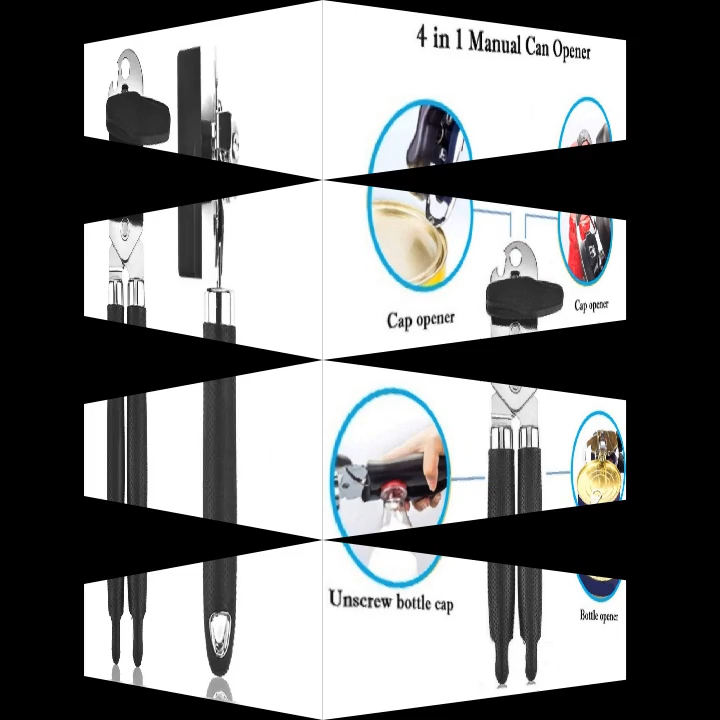 4 in 1 Manual Can Opener
Cap opener
Cap opener
Unscrew bottle cap
Bottle opener